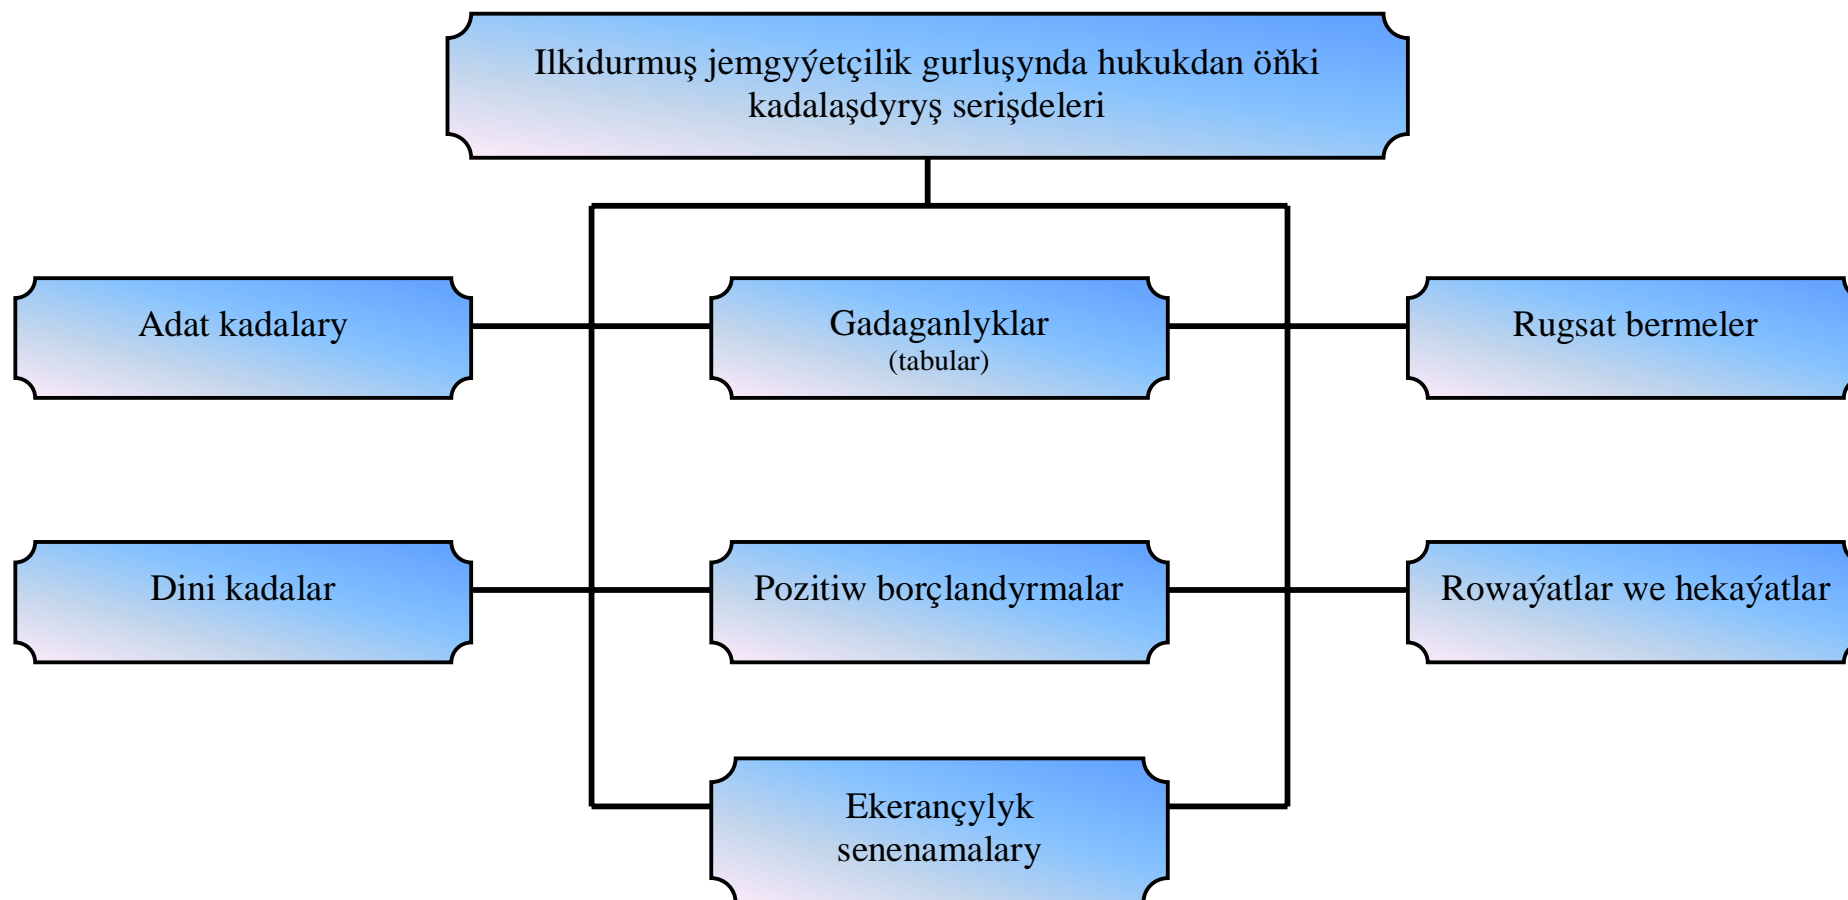 Ilkidurmuş jemgyýetçilik gurluşynda hukukdan öňki
kadalaşdyryş serişdeleri
Adat kadalary
Gadaganlyklar
(tabular)
Rugsat bermeler
Dini kadalar
Pozitiw borçlandyrmalar
Rowaýatlar we hekaýatlar
Ekerançylyk
senenamalary